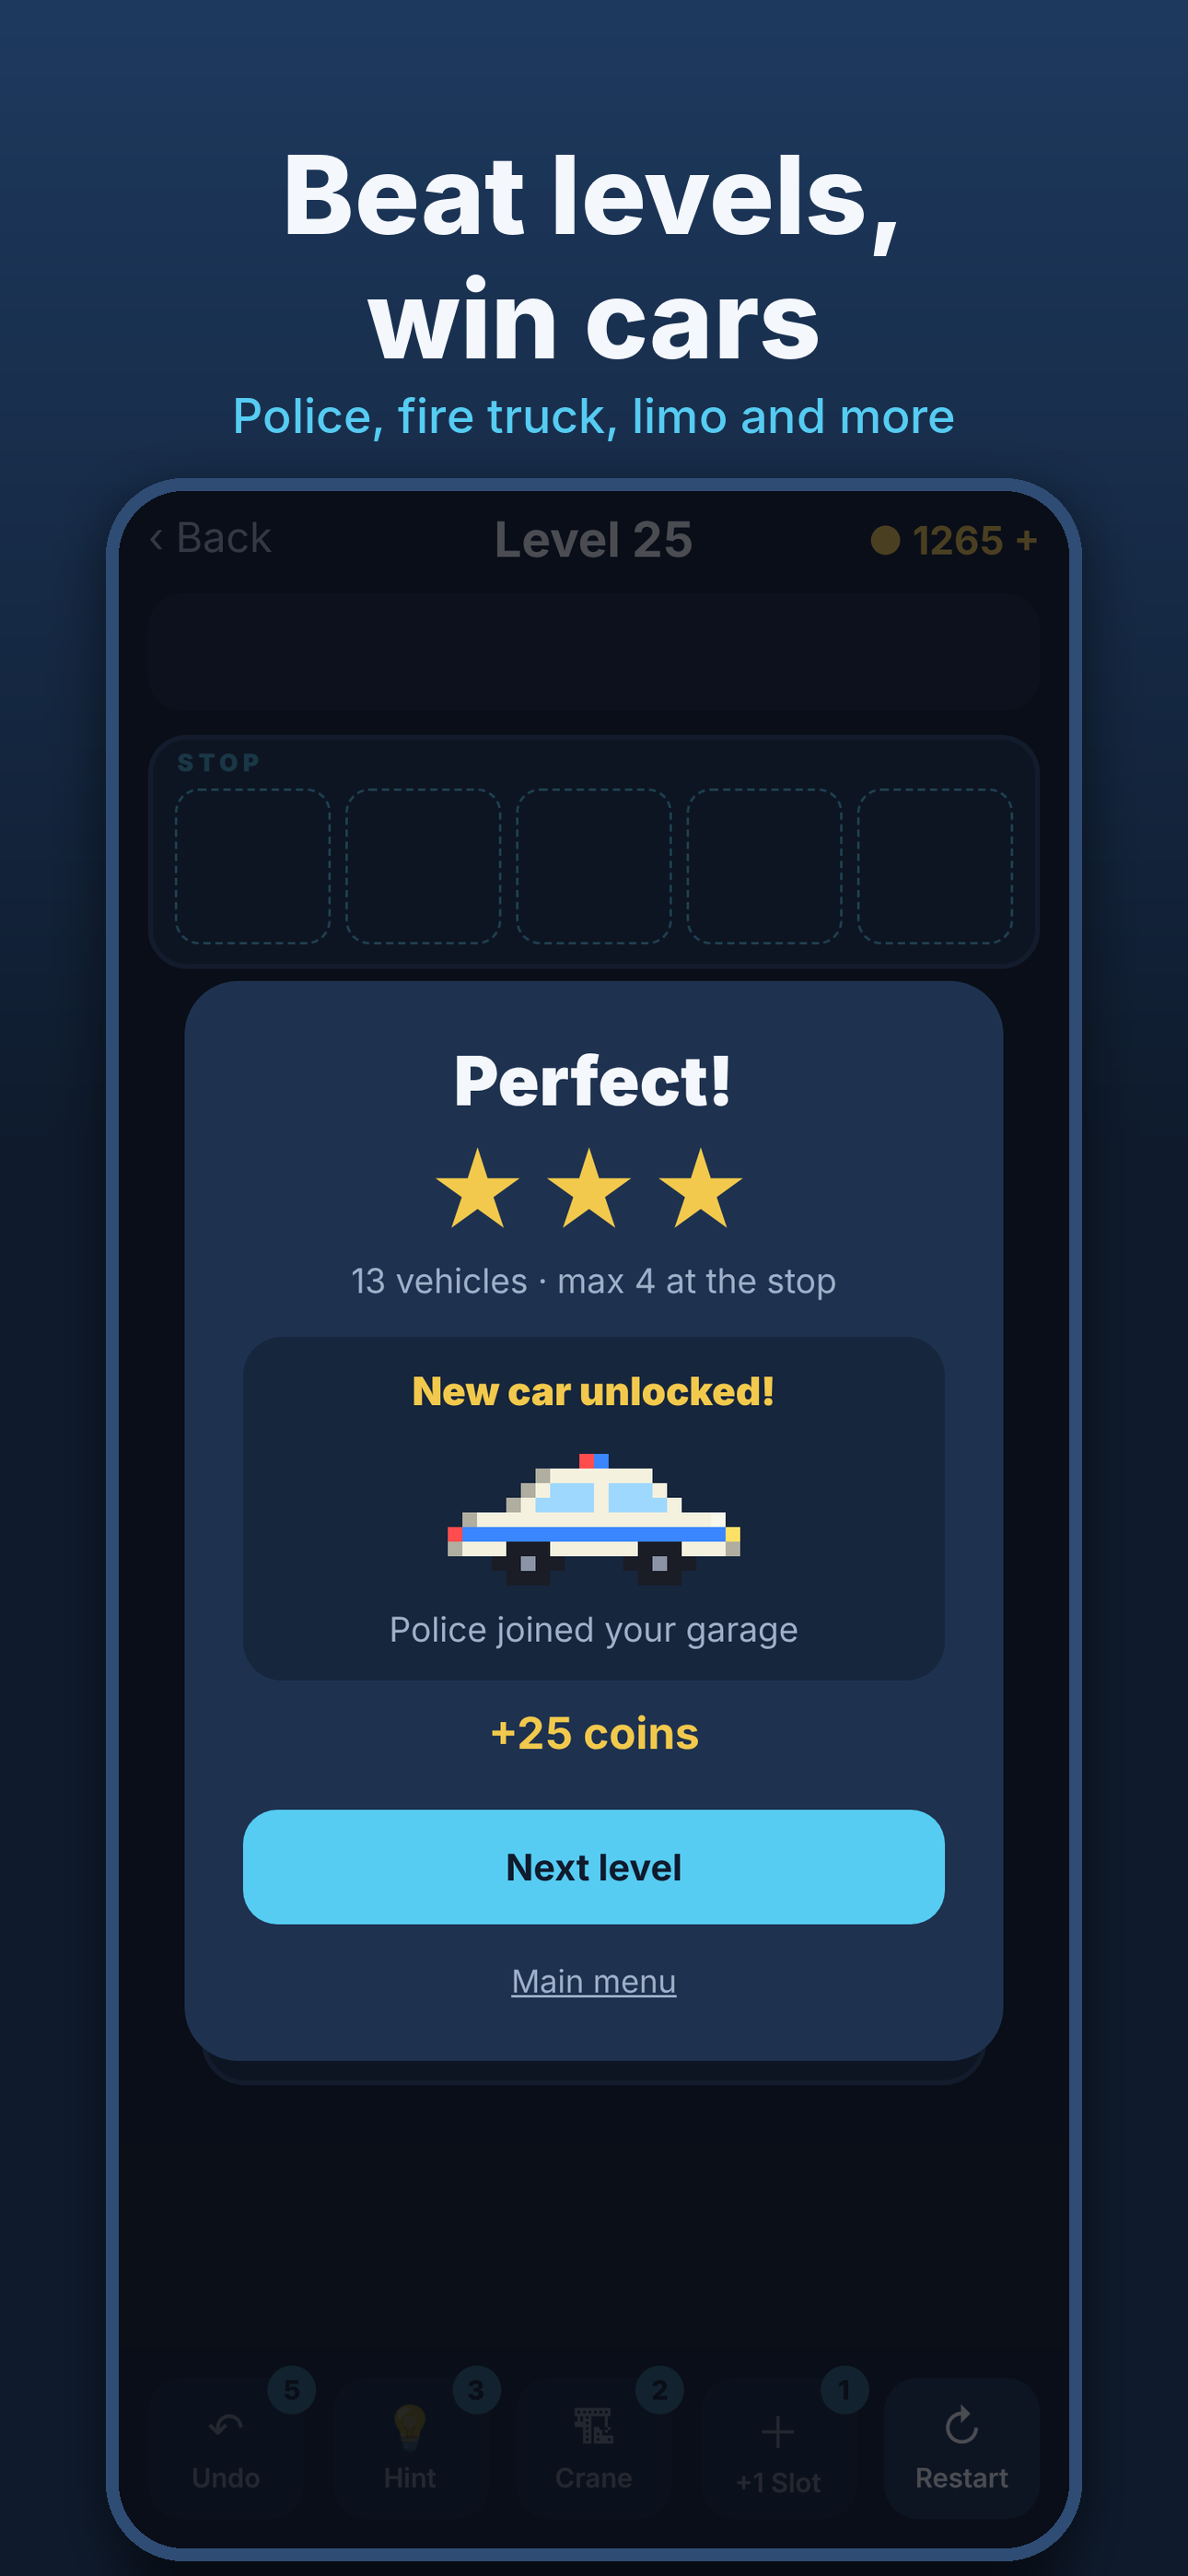 Beat levels,
win cars
Police, fire truck, limo and more
‹ Back
Level 25
1265 +
STOP
Perfect!
13 vehicles · max 4 at the stop
New car unlocked!
Police joined your garage
+25 coins
Next level
Main menu
5
3
2
1
Undo
Hint
Crane
+1 Slot
Restart